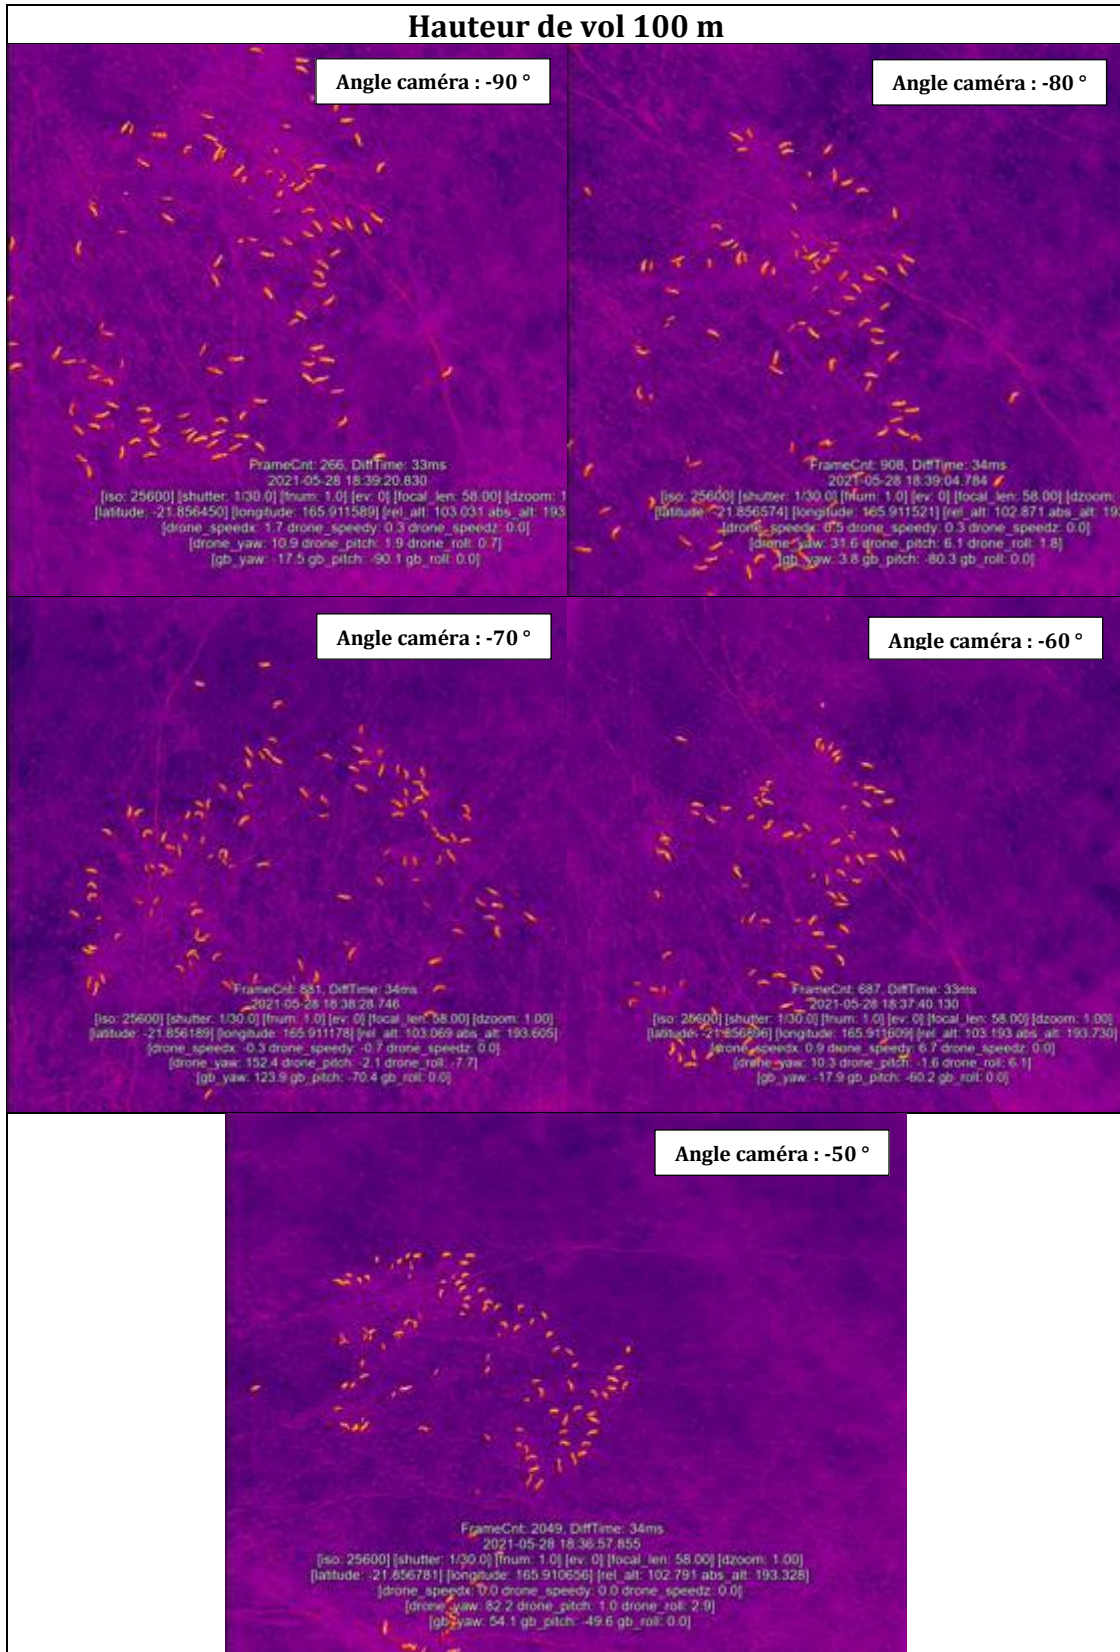 Hauteur de vol 100 m
Angle caméra : -90 °
FrameCnt: 266, DiffTime: 33ms
2021-05-28 18:39:20.830
[iso: 25600] [shutter: 1/30.0] [fnum: 1.0] [ev: 0] [focal_len: 58.00] [dzoom: 1
[latitude: -21.856450] [longitude: 165.911589] [rel_alt: 103.031 abs_alt: 193
[drone_speedx: 1.7 drone_speedy: 0.3 drone_speedz: 0.0]
[drone_yaw: 10.9 drone_pitch: 1.9 drone_roll: 0.7]
[gb_yaw: -17.5 gb_pitch: -90.1 gb_roll: 0.0]
Angle caméra : -80 °
FrameCnt: 908, DiffTime: 34ms
2021-05-28 18:39:04.784
[iso: 25600] [shutter: 1/30.0] [fnum: 1.0] [ev: 0] [focal_len: 58.00] [dzoom:
[latitude: -21.856574] [longitude: 165.911521] [rel_alt: 102.871 abs_alt: 19
[drone_speedx: 0.5 drone_speedy: 0.3 drone_speedz: 0.0]
[drone_yaw: 31.6 drone_pitch: 6.1 drone_roll: 1.8]
[gb_yaw: 3.8 gb_pitch: -80.3 gb_roll: 0.0]
Angle caméra : -70 °
FrameCnt: 881, DiffTime: 34ms
2021-05-28 18:38:28.746
[iso: 25600] [shutter: 1/30.0] [fnum: 1.0] [ev: 0] [focal_len: 58.00] [dzoom: 1.00]
[latitude: -21.856189] [longitude: 165.911178] [rel_alt: 103.069 abs_alt: 193.605]
[drone_speedx: -0.3 drone_speedy: -0.7 drone_speedz: 0.0]
[drone_yaw: 152.4 drone_pitch: -2.1 drone_roll: -7.7]
[gb_yaw: 123.9 gb_pitch: -70.4 gb_roll: 0.0]
Angle caméra : -60 °
FrameCnt: 687, DiffTime: 33ms
2021-05-28 18:37:40.130
[iso: 25600] [shutter: 1/30.0] [fnum: 1.0] [ev: 0] [focal_len: 58.00] [dzoom: 1.00]
[latitude: -21.856896] [longitude: 165.911609] [rel_alt: 103.193 abs_alt: 193.730]
[drone_speedx: 0.9 drone_speedy: 6.7 drone_speedz: 0.0]
[drone_yaw: 10.3 drone_pitch: -1.6 drone_roll: 6.1]
[gb_yaw: -17.9 gb_pitch: -60.2 gb_roll: 0.0]
Angle caméra : -50 °
FrameCnt: 2049, DiffTime: 34ms
2021-05-28 18:36:57.855
[iso: 25600] [shutter: 1/30.0] [fnum: 1.0] [ev: 0] [focal_len: 58.00] [dzoom: 1.00]
[latitude: -21.856781] [longitude: 165.910656] [rel_alt: 102.791 abs_alt: 193.328]
[drone_speedx: 0.0 drone_speedy: 0.0 drone_speedz: 0.0]
[drone_yaw: 82.2 drone_pitch: 1.0 drone_roll: 2.9]
[gb_yaw: 54.1 gb_pitch: -49.6 gb_roll: 0.0]